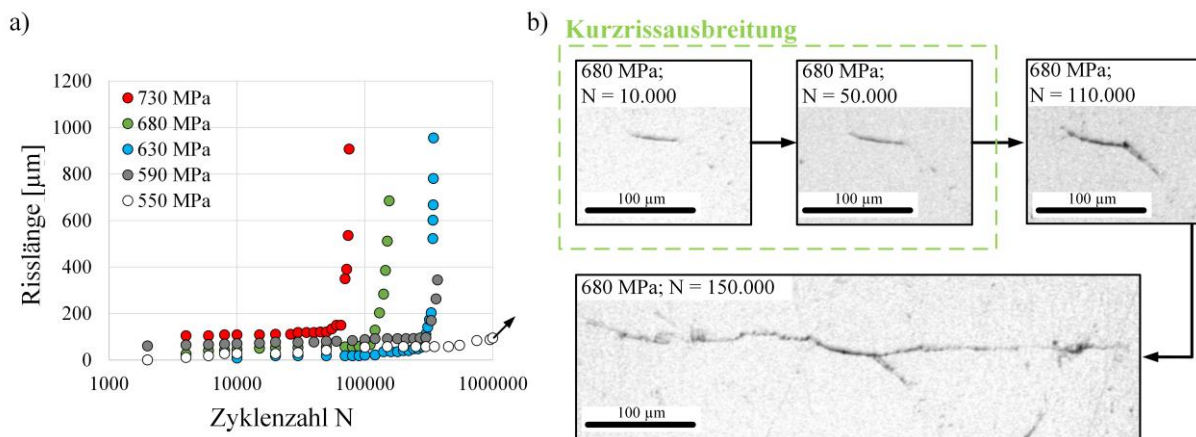 a)
1200
1000
800
600
400
200
0
Risslänge [µm]
730 MPa
680 MPa
630 MPa
590 MPa
550 MPa
1000
10000
100000
1000000
Zyklenzahl N
b)
Kurzrissausbreitung
680 MPa;
N = 10.000
100 µm
680 MPa;
N = 50.000
100 µm
680 MPa;
N = 110.000
100 µm
680 MPa; N = 150.000
100 µm